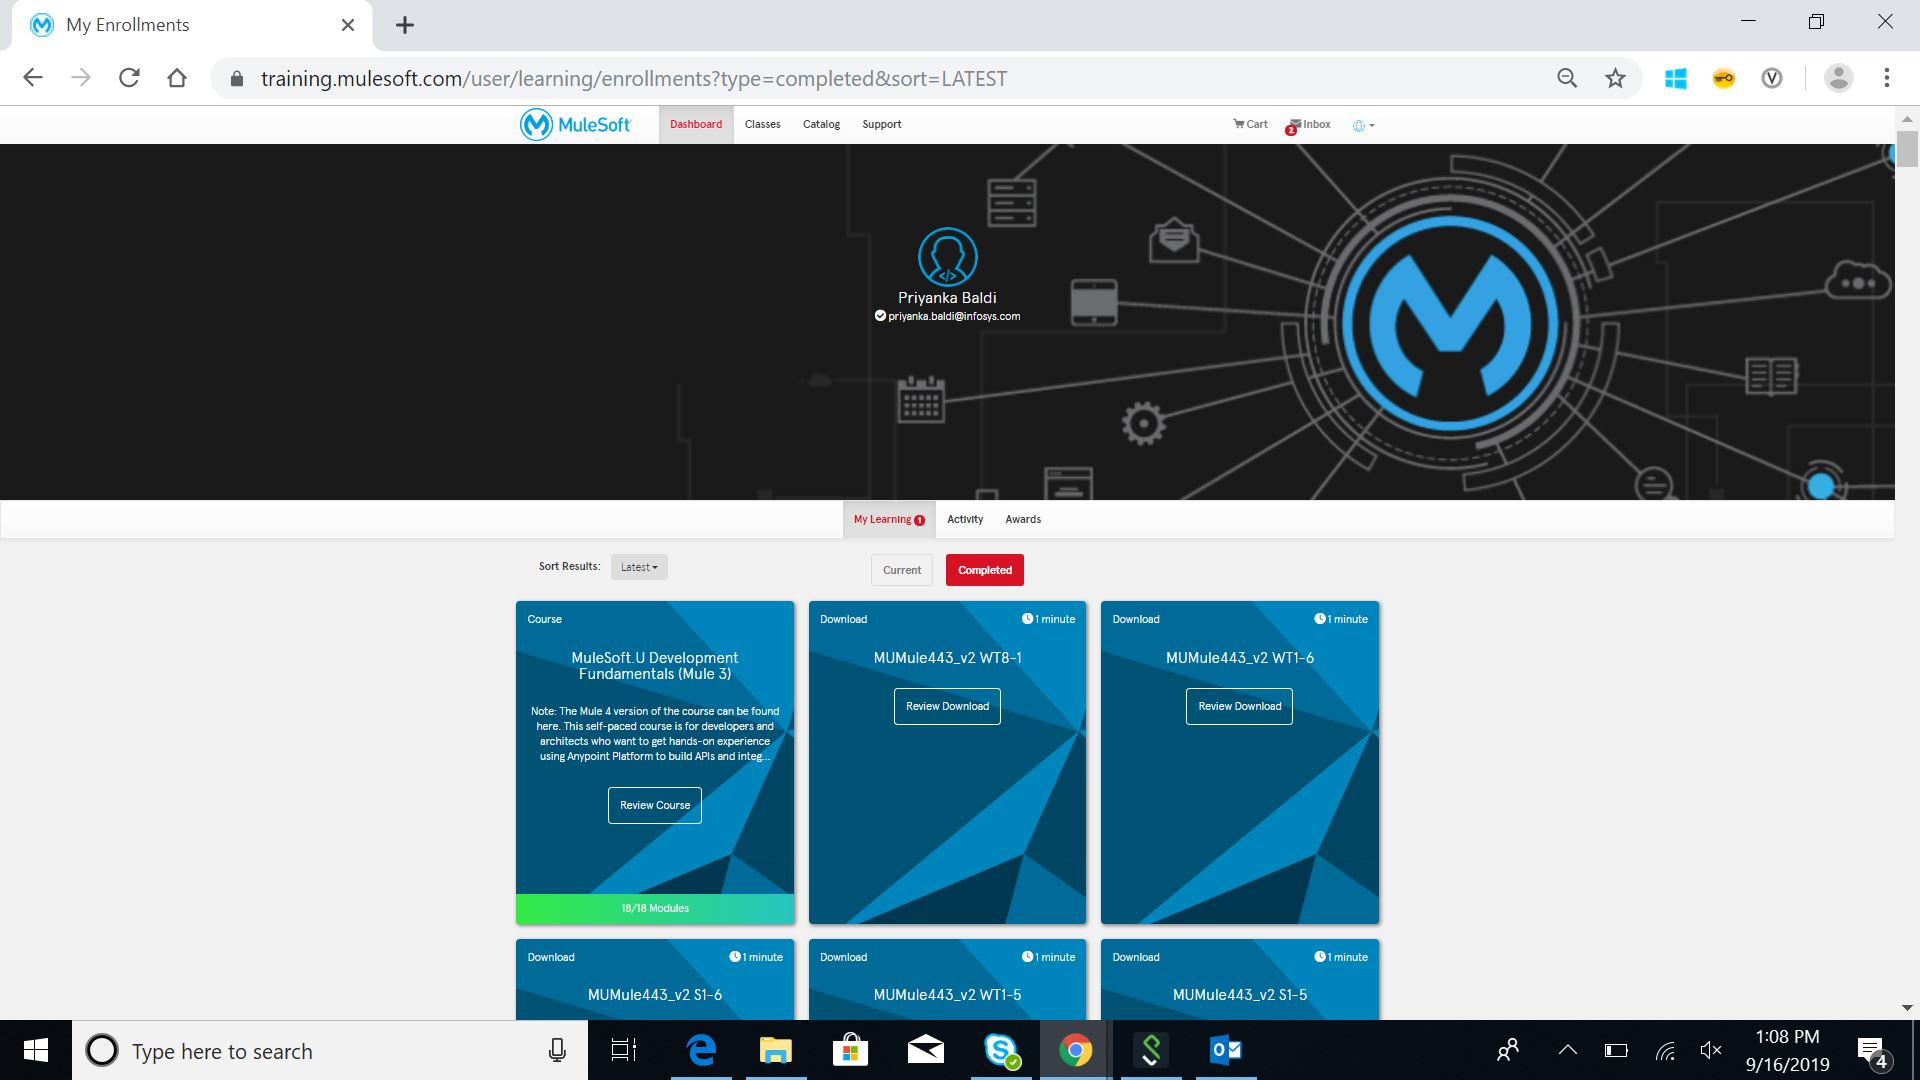 My Enrollments
training.mulesoft.com/user/learning/enrollments?type=completed&sort=LATEST
MuleSoft
Dashboard
Classes
Catalog
Support
Cart
2
Inbox
Priyanka Baldi
priyanka.baldi@infosys.com
My Learning 1
Activity
Awards
Sort Results:
Latest
Current
Completed
Course
MuleSoft.U Development
Fundamentals (Mule 3)
Note: The Mule 4 version of the course can be found
here. This self-paced course is for developers and
architects who want to get hands-on experience
using Anypoint Platform to build APIs and integ...
Review Course
18/18 Modules
Download
1 minute
MUMule443_v2 WT8-1
Review Download
Download
1 minute
MUMule443_v2 WT1-6
Review Download
Download
1 minute
MUMule443_v2 S1-6
Download
1 minute
MUMule443_v2 WT1-5
Download
1 minute
MUMule443_v2 S1-5
Type here to search
1:08 PM
9/16/2019
4